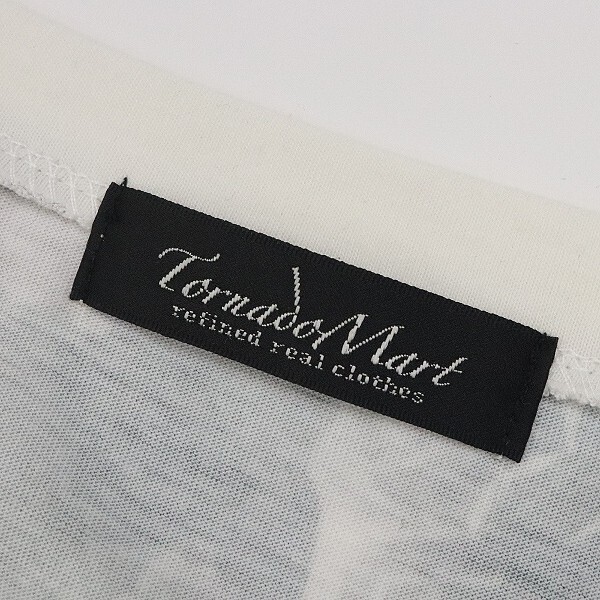 TornadoMart
refined real clothes